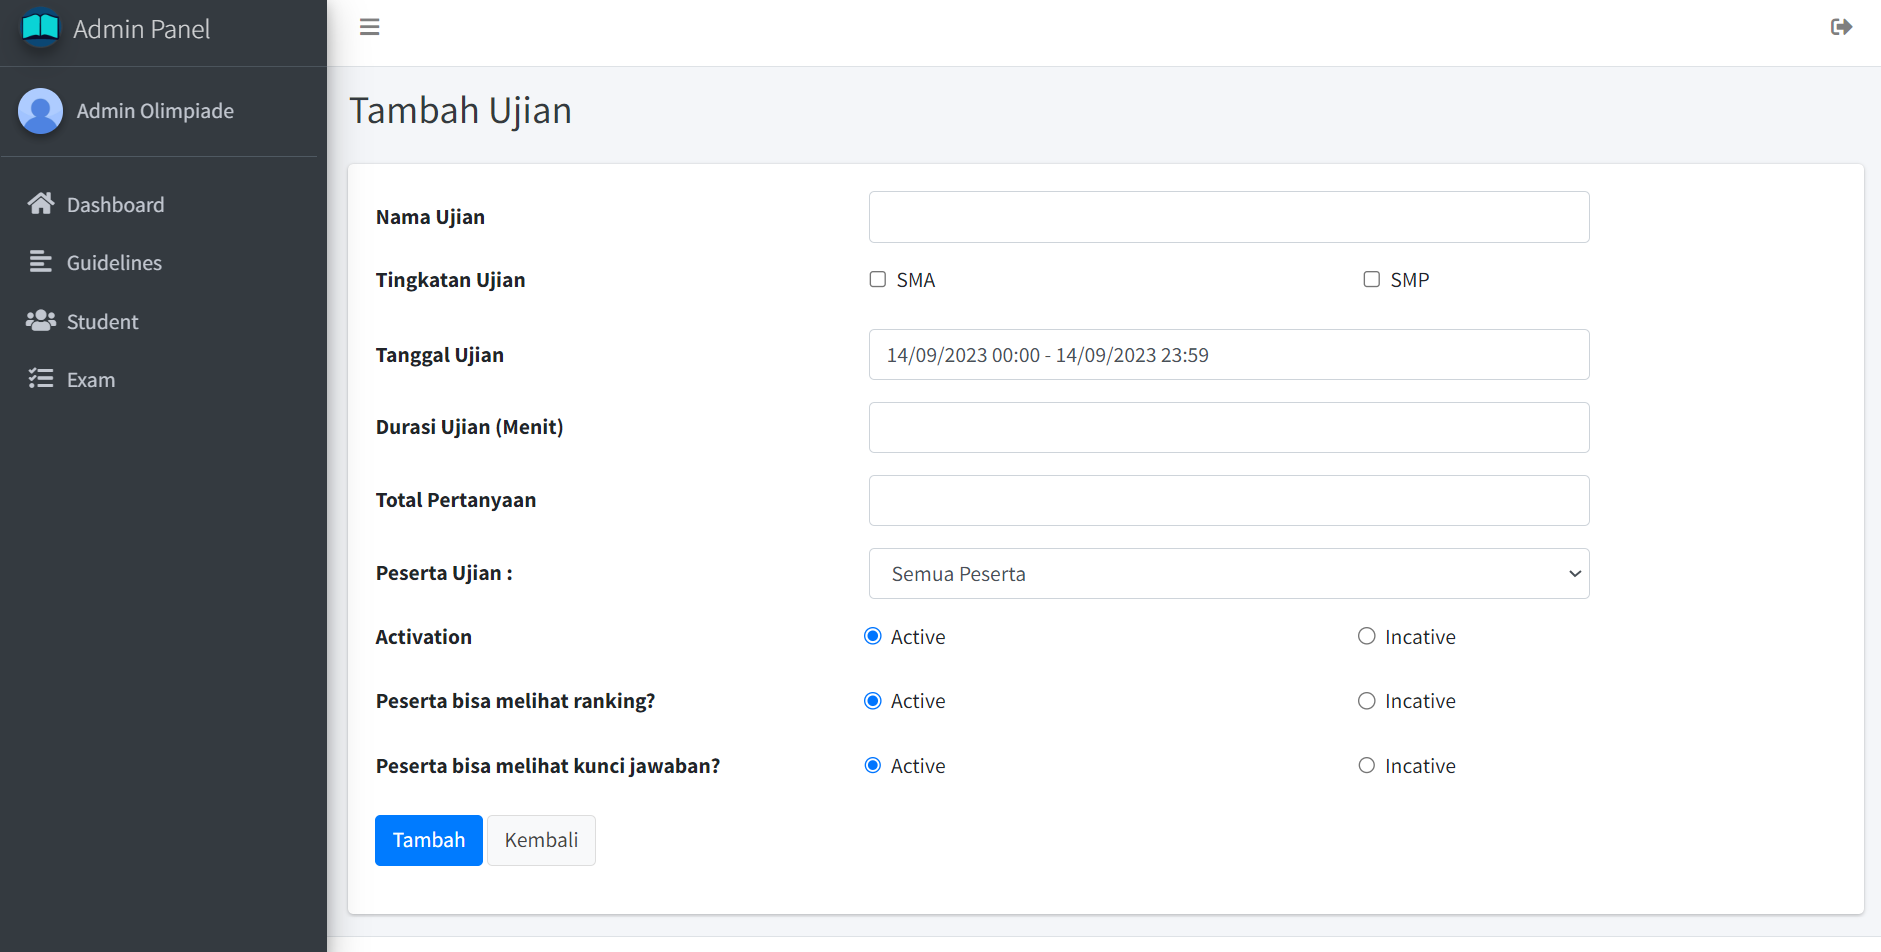 Admin Panel
Admin Olimpiade
Dashboard
Guidelines
Student
Exam
Tambah Ujian
Nama Ujian
Tingkatan Ujian
SMA
SMP
Tanggal Ujian
14/09/2023 00:00 - 14/09/2023 23:59
Durasi Ujian (Menit)
Total Pertanyaan
Peserta Ujian :
Semua Peserta
Activation
Active
Incative
Peserta bisa melihat ranking?
Active
Incative
Peserta bisa melihat kunci jawaban?
Active
Incative
Tambah
Kembali